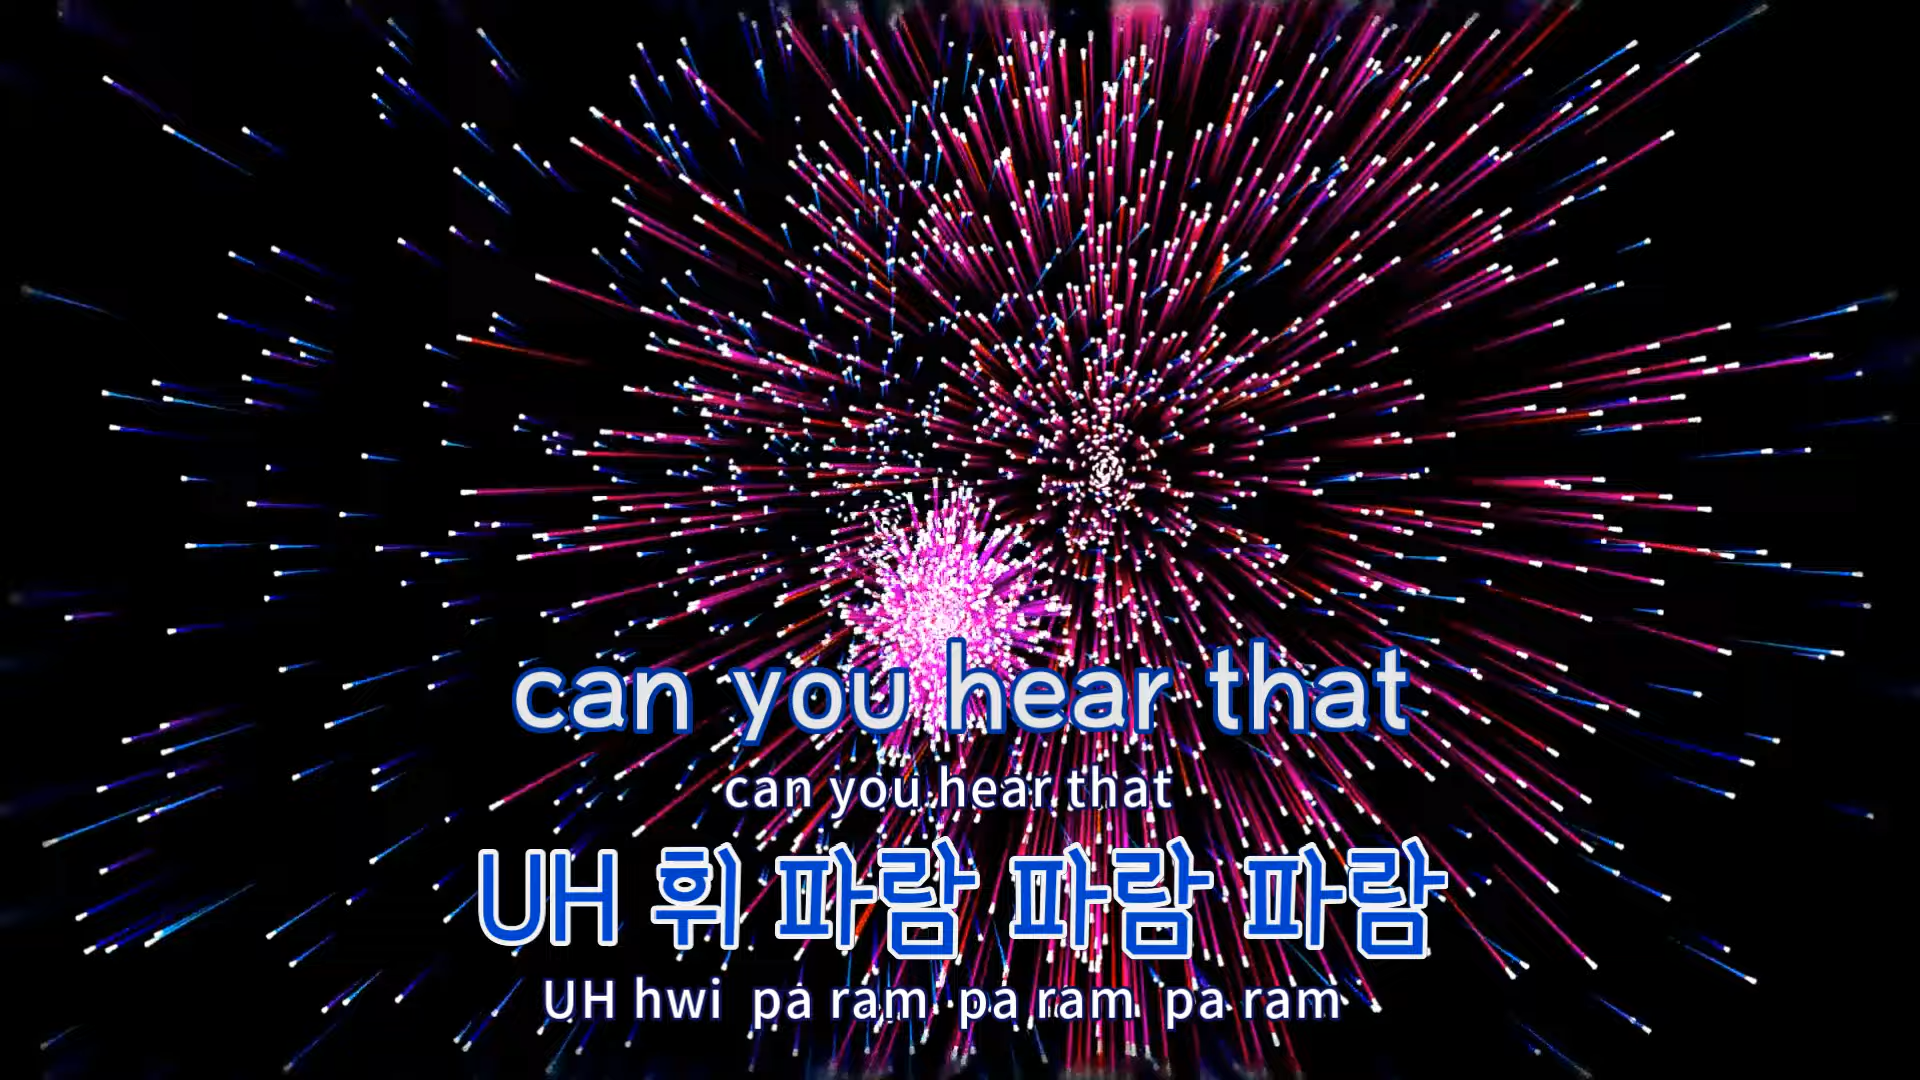 can you hear that
can you hear that
UH 휘 파람 파람 파람
UH hwi pa ram pa ram pa ram